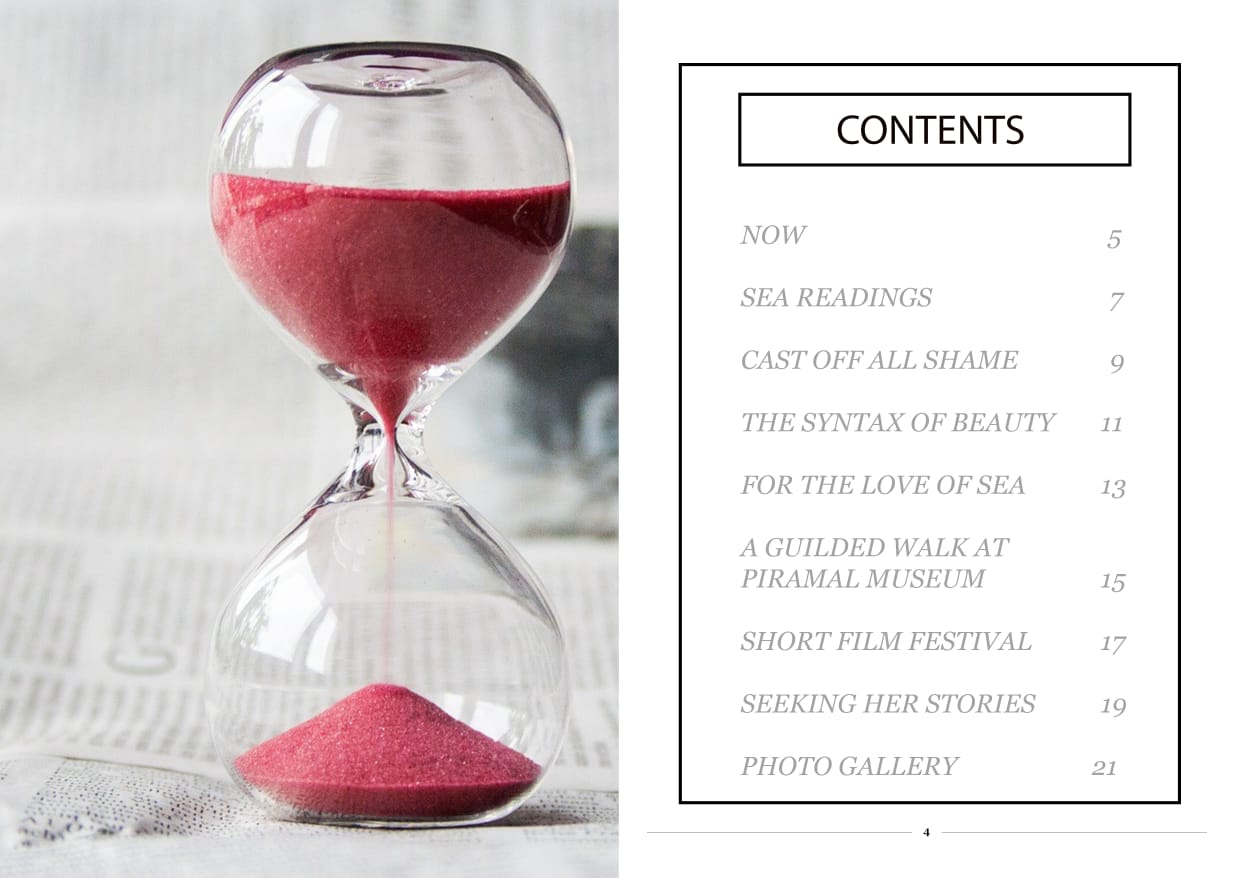 CONTENTS
NOW 5
SEA READINGS 7
CAST OFF ALL SHAME 9
THE SYNTAX OF BEAUTY 11
FOR THE LOVE OF SEA 13
A GUILDED WALK AT
PIRAMAL MUSEUM 15
SHORT FILM FESTIVAL 17
SEEKING HER STORIES 19
PHOTO GALLERY 21
4